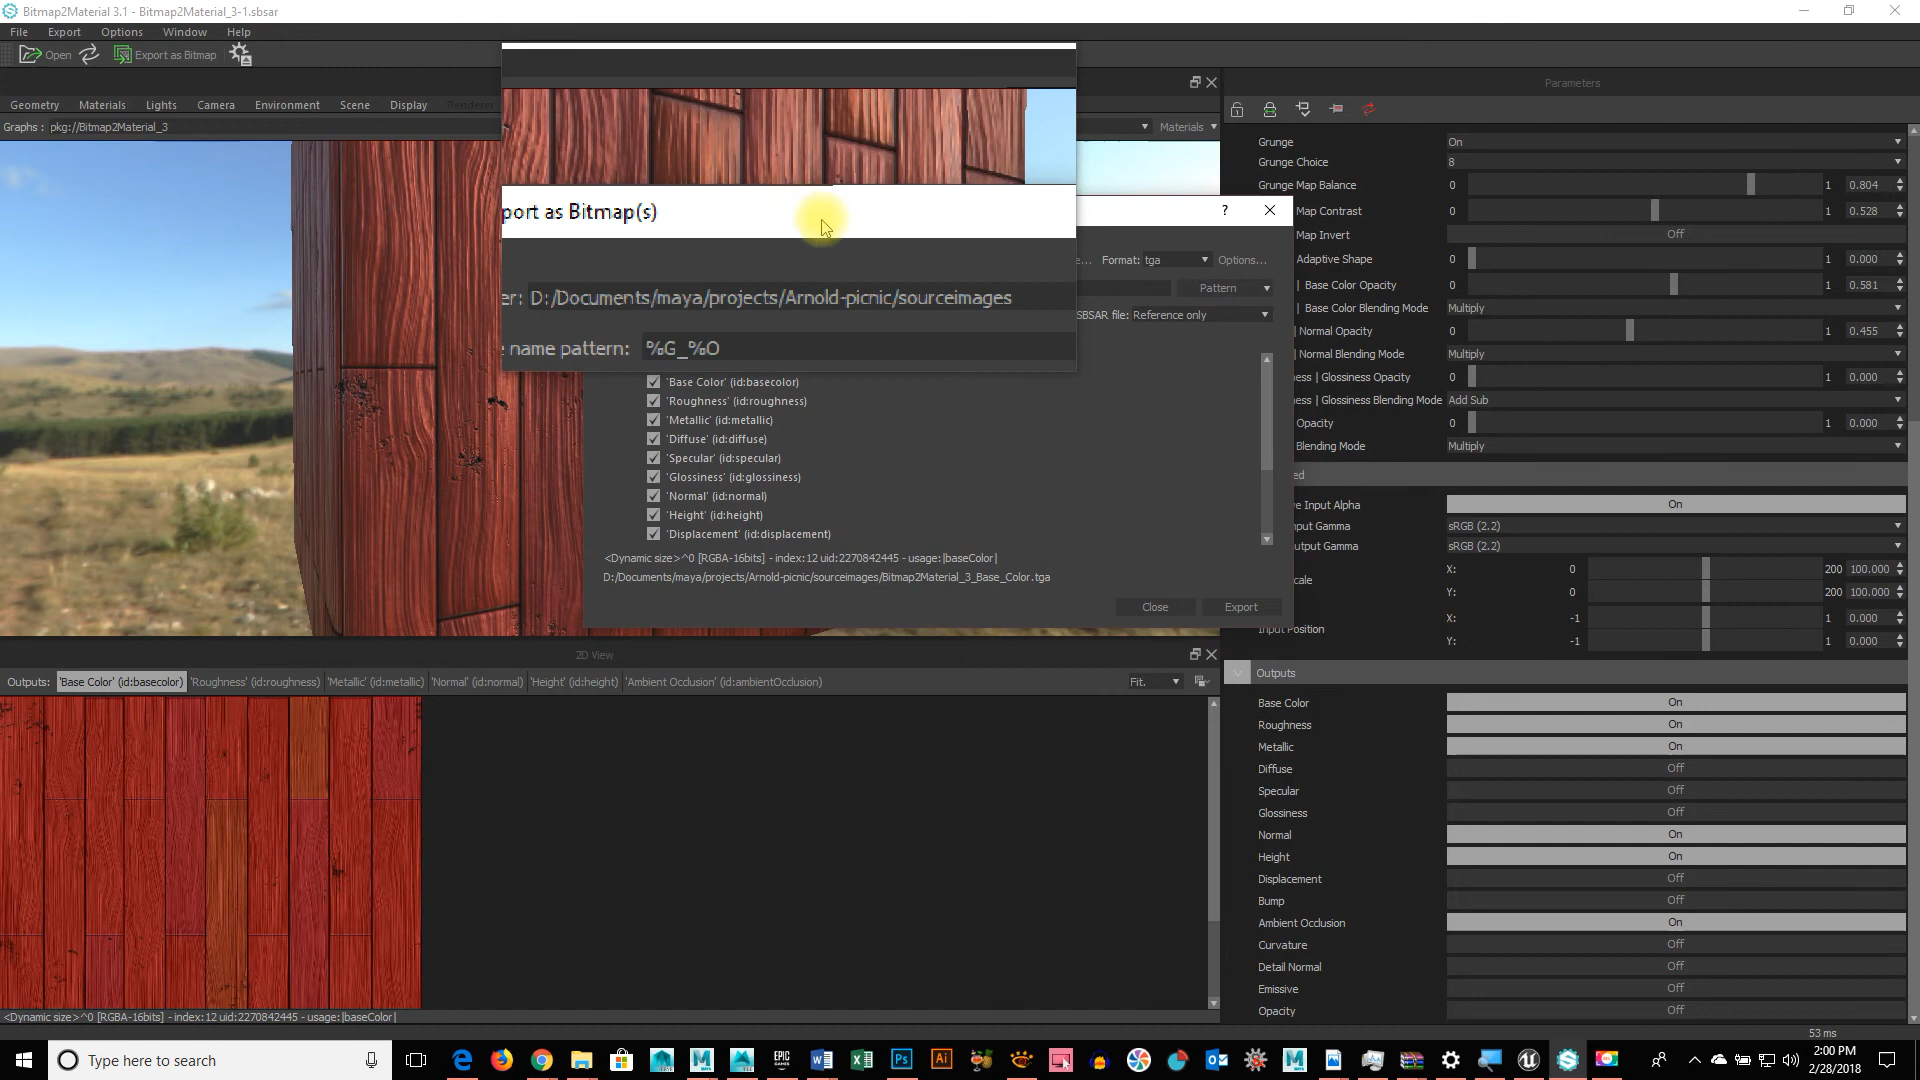 Bitmap2Material 3.1 - Bitmap2Material_3-1.sbsar
File Export Options Window Help
Open Export as Bitmap
Parameters
Geometry Materials Lights Camera Environment Scene Display Renderer
Graphs : pkg://Bitmap2Material_3
Materials
Grunge On
Grunge Choice 8
Grunge Map Balance 0 1 0.804
Map Contrast 0 1 0.528
Map Invert Off
Adaptive Shape 0 1 0.000
| Base Color Opacity 0 1 0.581
| Base Color Blending Mode Multiply
| Normal Opacity 0 1 0.455
| Normal Blending Mode Multiply
ness | Glossiness Opacity 0 1 0.000
ness | Glossiness Blending Mode Add Sub
Opacity 0 1 0.000
Blending Mode Multiply
ed
e Input Alpha On
nput Gamma sRGB (2.2)
utput Gamma sRGB (2.2)
cale X: 0 200 100.000
Y: 0 200 100.000
Input Position X: -1 1 0.000
Y: -1 1 0.000
Outputs
Base Color On
Roughness On
Metallic On
Diffuse Off
Specular Off
Glossiness Off
Normal On
Height On
Displacement Off
Bump Off
Ambient Occlusion On
Curvature Off
Detail Normal Off
Emissive Off
Opacity Off
53 ms
port as Bitmap(s)
?
er: D:/Documents/maya/projects/Arnold-picnic/sourceimages
e... Format: tga Options...
name pattern: %G_%O
Pattern
SBSAR file: Reference only
'Base Color' (id:basecolor)
'Roughness' (id:roughness)
'Metallic' (id:metallic)
'Diffuse' (id:diffuse)
'Specular' (id:specular)
'Glossiness' (id:glossiness)
'Normal' (id:normal)
'Height' (id:height)
'Displacement' (id:displacement)
<Dynamic size>^0 [RGBA-16bits] - index:12 uid:2270842445 - usage:|baseColor|
D:/Documents/maya/projects/Arnold-picnic/sourceimages/Bitmap2Material_3_Base_Color.tga
Close Export
2D View
Outputs: 'Base Color' (id:basecolor) 'Roughness' (id:roughness) 'Metallic' (id:metallic) 'Normal' (id:normal) 'Height' (id:height) 'Ambient Occlusion' (id:ambientOcclusion)
Fit.
<Dynamic size>^0 [RGBA-16bits] - index:12 uid:2270842445 - usage:|baseColor|
Type here to search
2:00 PM
2/28/2018